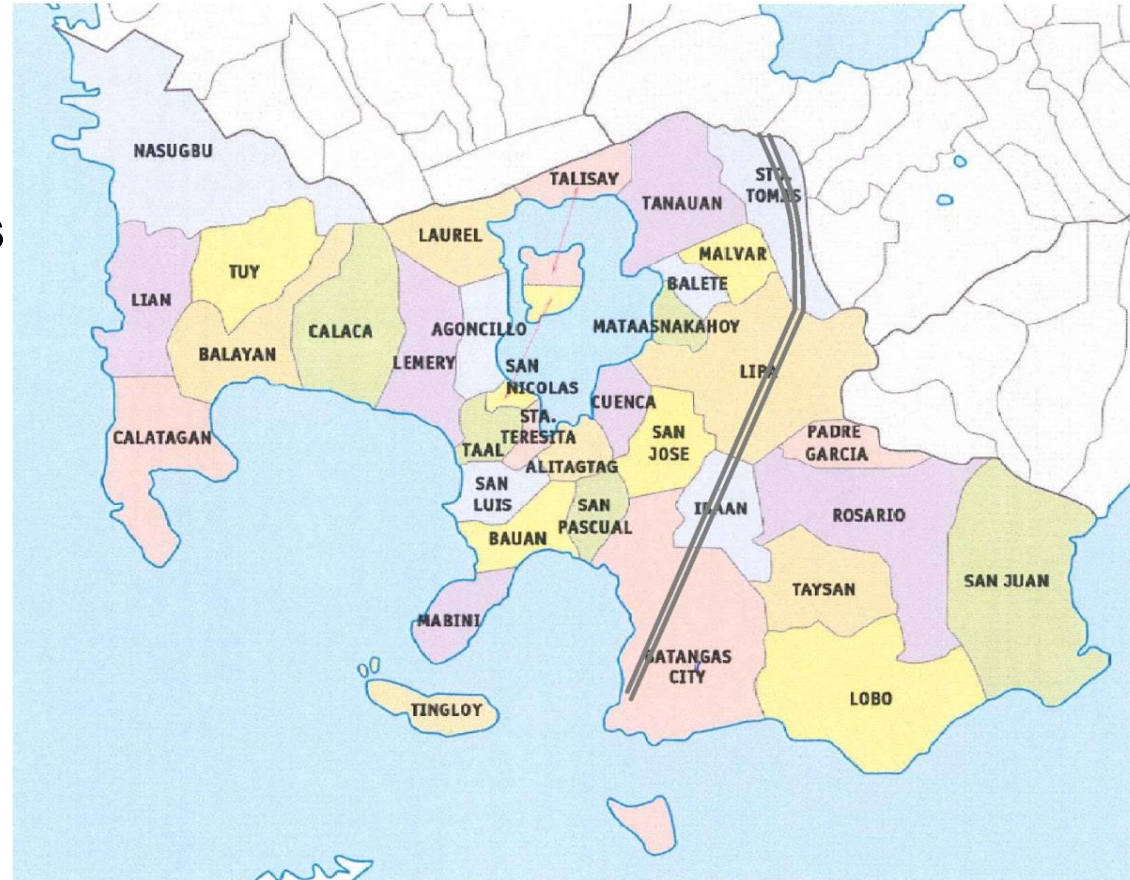 NASUGBU
TALISAY
STO.
TOMAS
TANAUAN
LAUREL
MALVAR
TUY
BALETE
LIAN
AGONCILLO
MATAASNAKAHOY
CALACA
BALAYAN
LEMERY
SAN
NICOLAS
LIPA
CUENCA
STA.
TERESITA
CALATAGAN
SAN
JOSE
PADRE
GARCIA
TAAL
ALITAGTAG
SAN
LUIS
SAN
PASCUAL
IBAAN
ROSARIO
BAUAN
SAN JUAN
TAYSAN
MABINI
BATANGAS
CITY
LOBO
TINGLOY